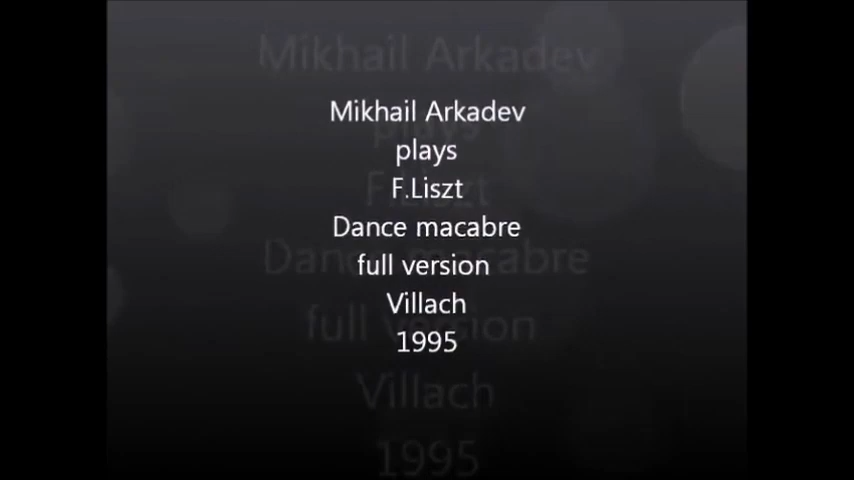 Mikhail Arkadev
plays
F.Liszt
Dance macabre
full version
Villach
1995